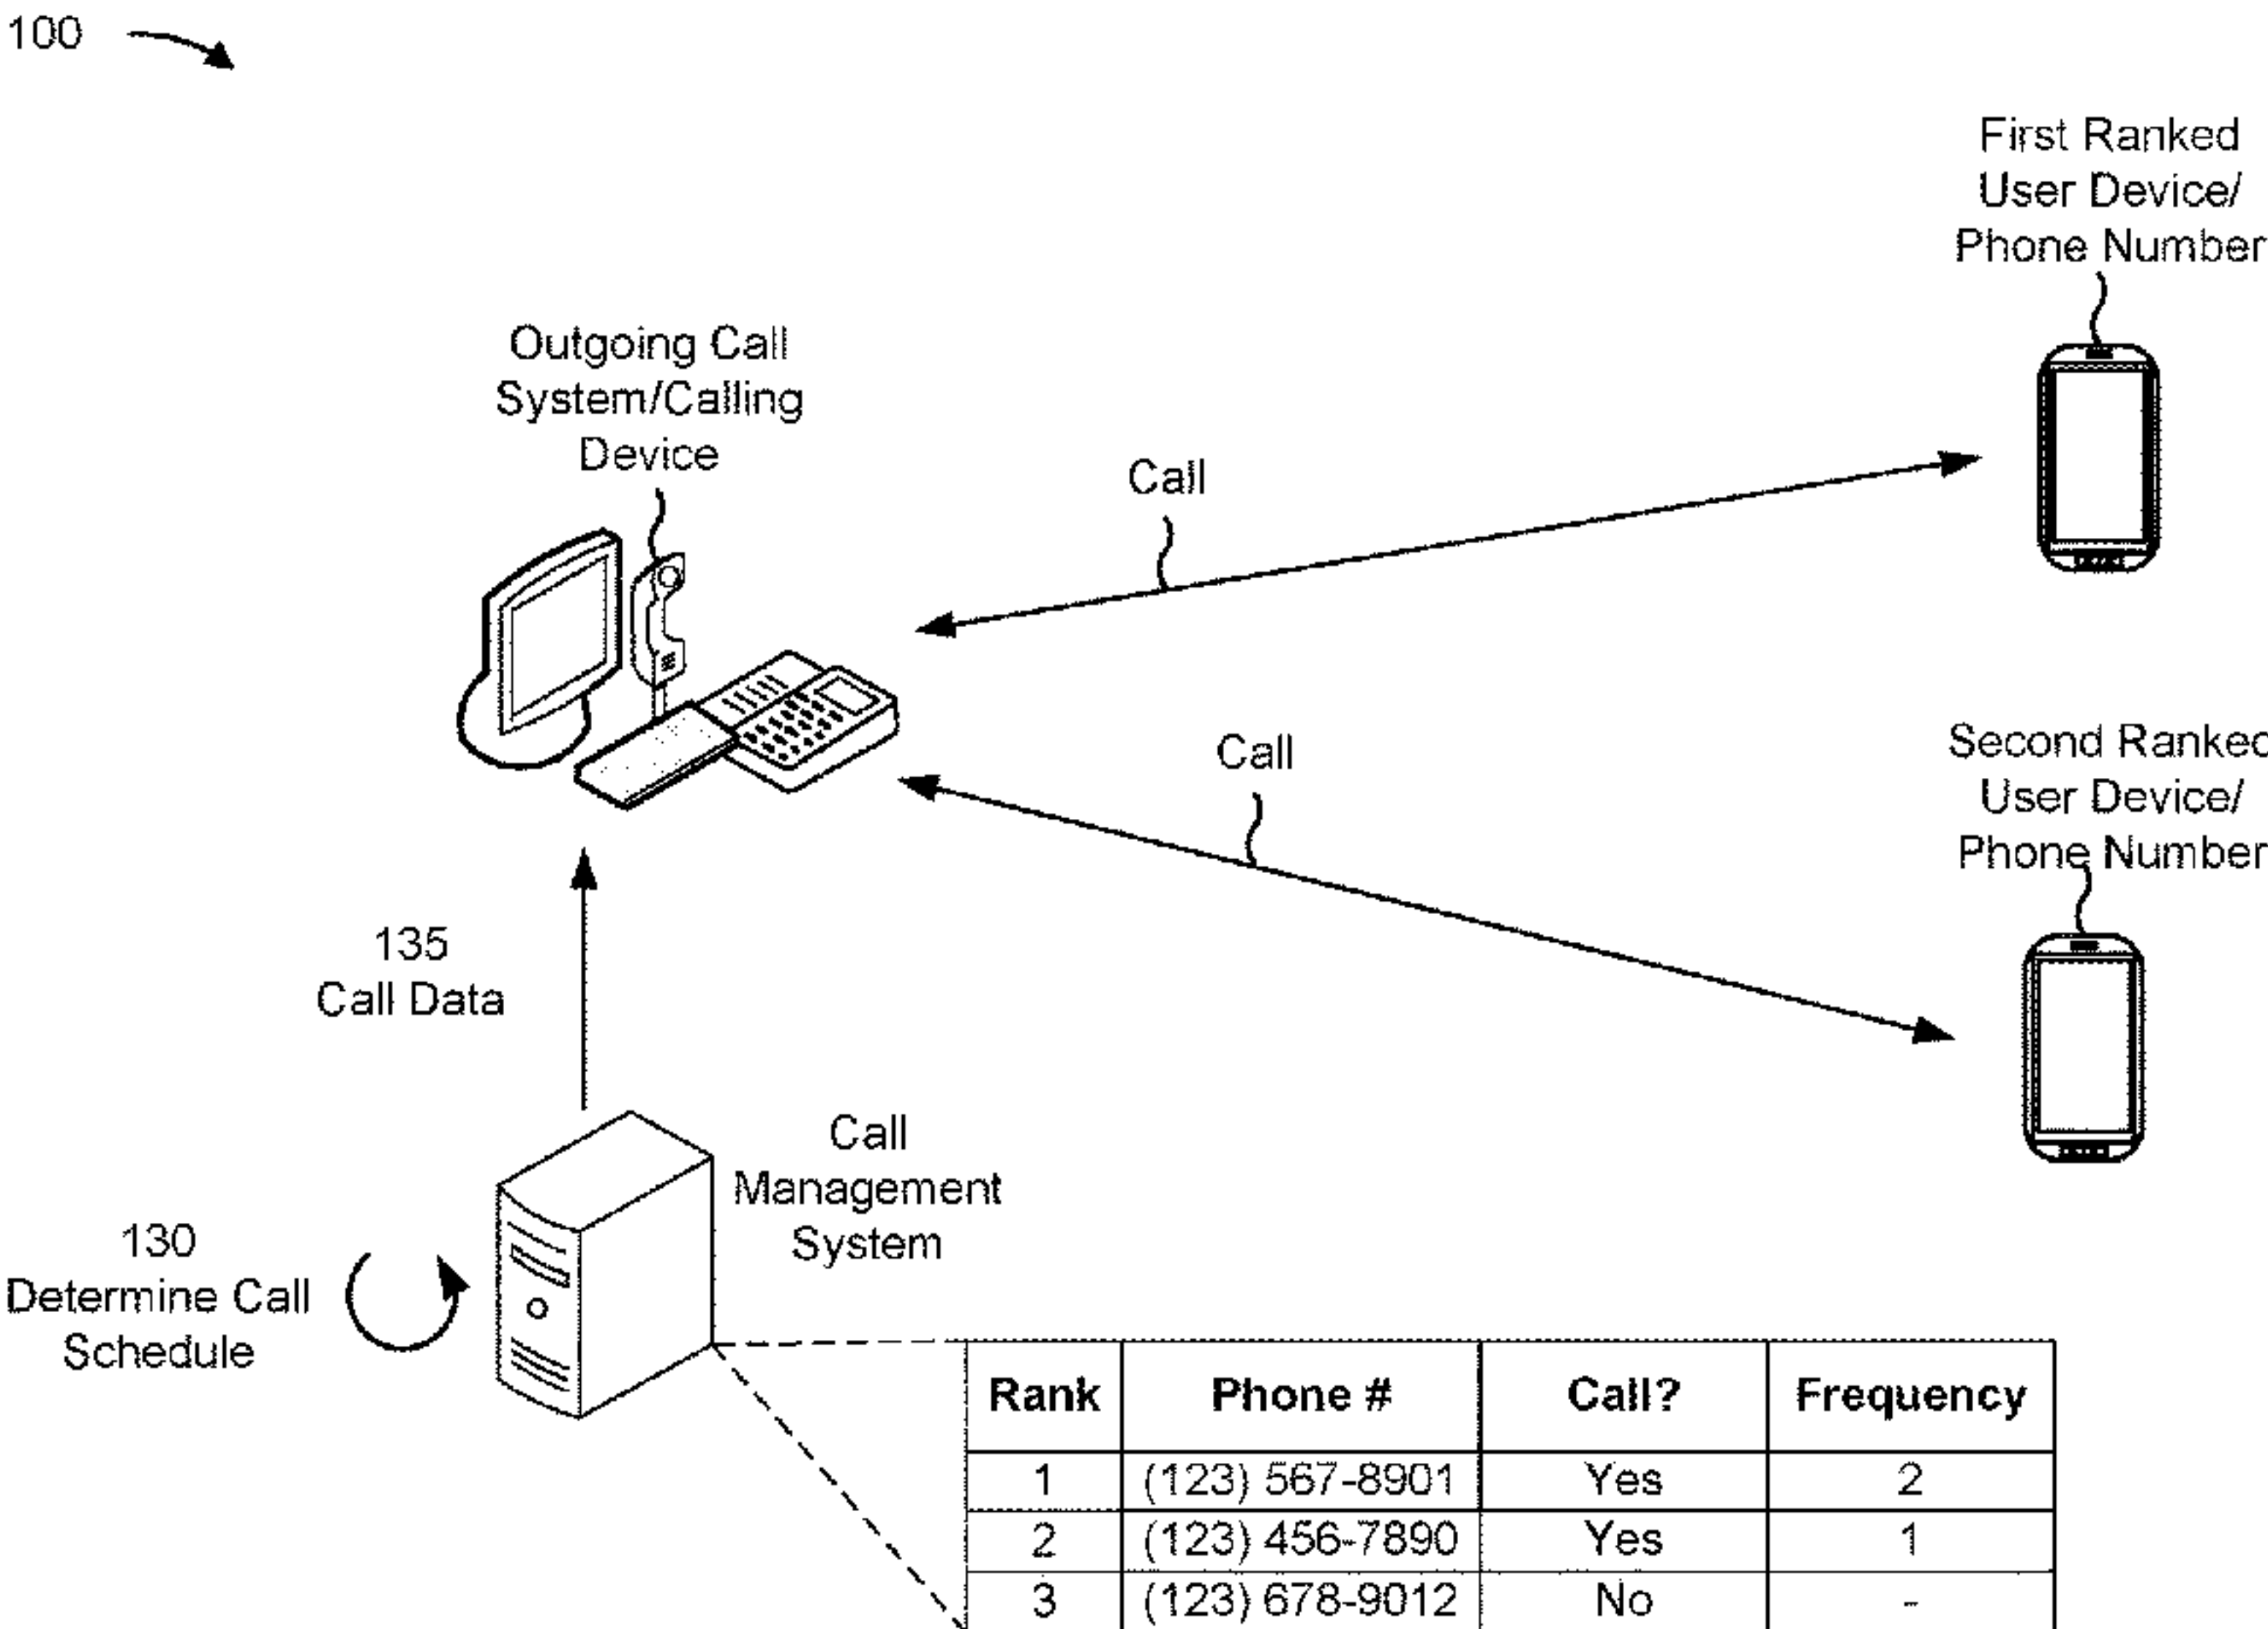 100
First Ranked
User Device/
Phone Number
Outgoing Call
System/Calling
Device
Call
Call
Second Ranked
User Device/
Phone Number
135
Call Data
Call
Management
System
130
Determine Call
Schedule
Rank Phone # Call? Frequency
1 (123) 567-8901 Yes 2
2 (123) 456-7890 Yes 1
3 (123) 678-9012 No -